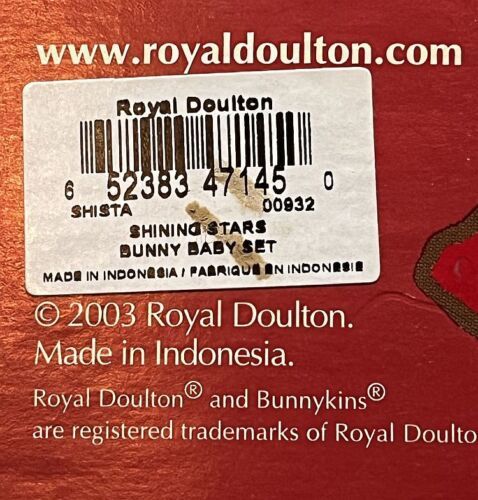 www.royaldoulton.com
Royal Doulton
6 52383 47145 0
SHISTA 00932
SHINING STARS
BUNNY BABY SET
MADE IN INDONESIA / FABRIQUE EN INDONESIE
© 2003 Royal Doulton.
Made in Indonesia.
Royal Doulton® and Bunnykins®
are registered trademarks of Royal Doulto